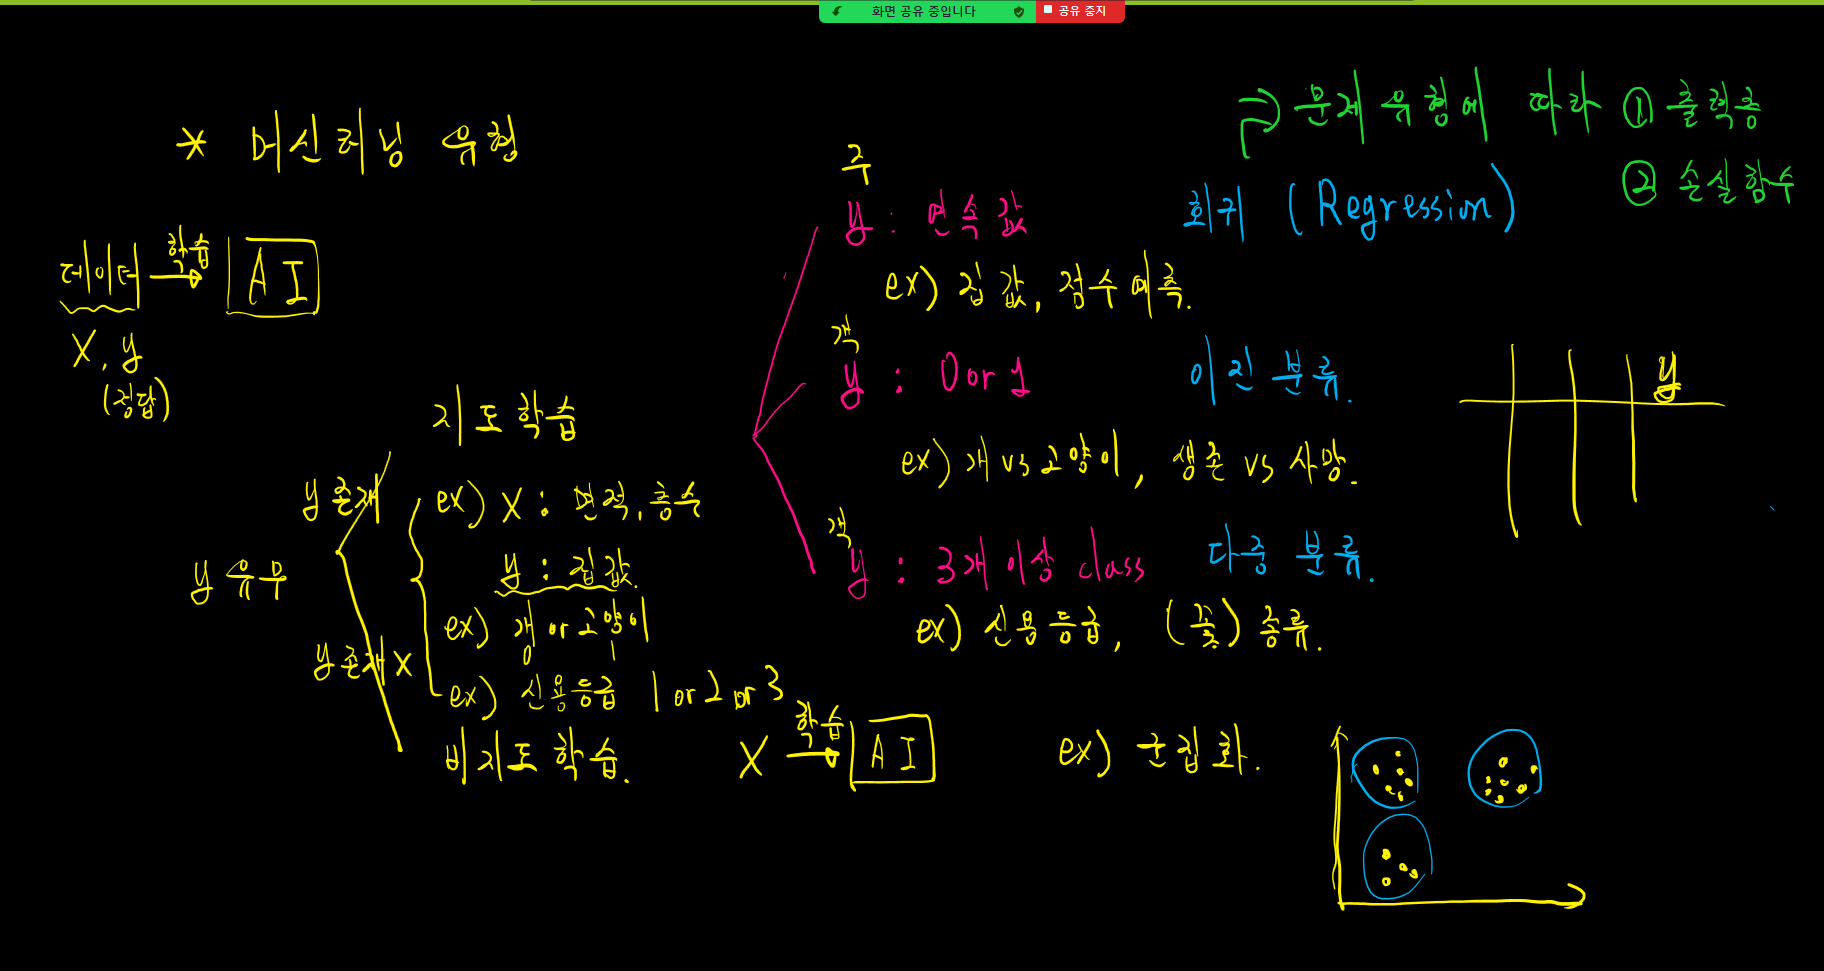 화면 공유 중입니다
공유 중지
* 머신러닝 유형
데이터 학습 AI
X, y
(정답)
y 유무
y 존재
지도학습
ex) X : 면적, 층수
y : 집값.
ex) 개 or 고양이
ex) 신용등급 1 or 2 or 3
y 존재 X
비지도 학습.
X 학습 AI
ex) 군집화.
주
y : 연속값
회귀 (Regression)
ex) 집값, 점수 예측.
객
y : 0 or 1
이진 분류.
ex) 개 vs 고양이, 생존 vs 사망.
객
y : 3개 이상 class
다중 분류.
ex) 신용등급, (꽃) 종류.
⇒ 문제 유형에 따라 ① 출력층
② 손실함수
y